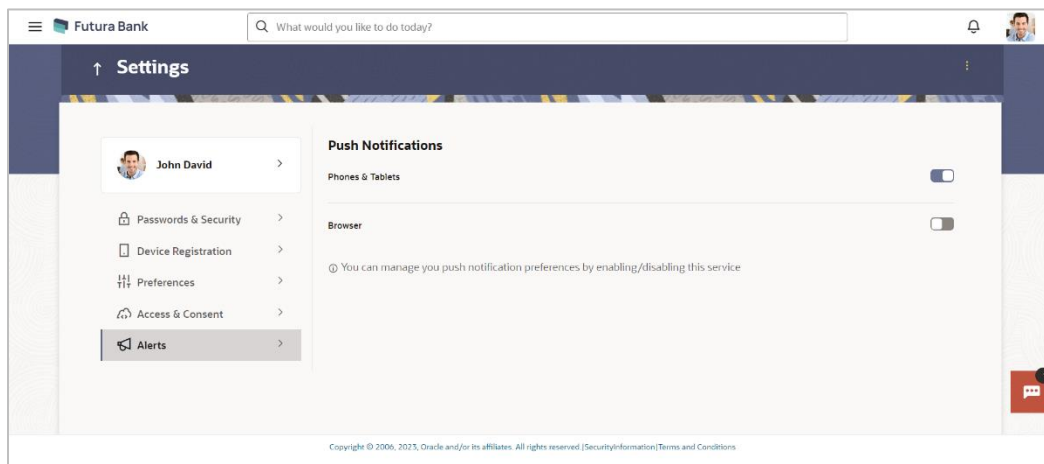 Futura Bank
What would you like to do today?
Settings
John David
Passwords & Security
Device Registration
Preferences
Access & Consent
Alerts
Push Notifications
Phones & Tablets
Browser
You can manage you push notification preferences by enabling/disabling this service
Copyright © 2006, 2023, Oracle and/or its affiliates. All rights reserved.|SecurityInformation|Terms and Conditions